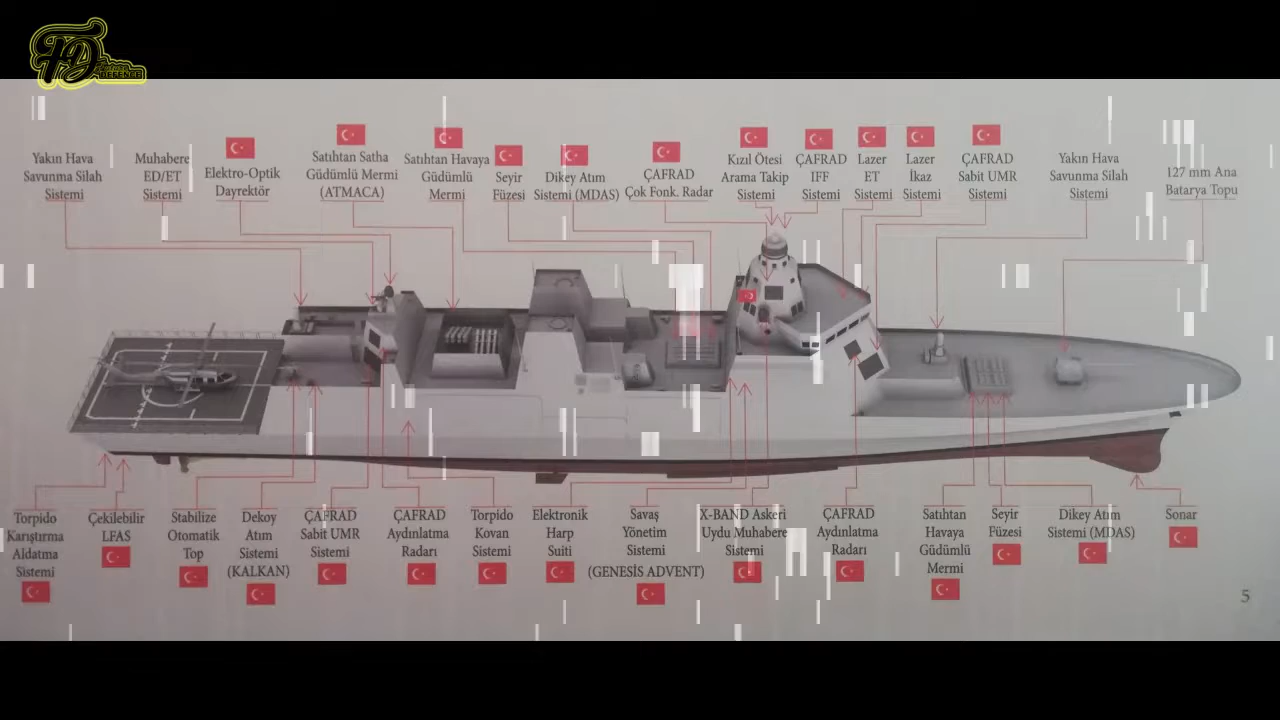 FD
Future
DEFENCE
Yakın Hava
Savunma Silah
Sistemi
Muhabere
ED/ET
Sistemi
Elektro-Optik
Dayrektör
Satıhtan Satha
Güdümlü Mermi
(ATMACA)
Satıhtan Havaya
Güdümlü
Mermi
Seyir
Füzesi
Dikey Atım
Sistemi (MDAS)
ÇAFRAD
Çok Fonk. Radar
Kızıl Ötesi
Arama Takip
Sistemi
ÇAFRAD
IFF
Sistemi
Lazer
ET
Sistemi
Lazer
İkaz
Sistemi
ÇAFRAD
Sabit UMR
Sistemi
Yakın Hava
Savunma Silah
Sistemi
127 mm Ana
Batarya Topu
Torpido
Karıştırma
Aldatma
Sistemi
Çekilebilir
LFAS
Stabilize
Otomatik
Top
Dekoy
Atım
Sistemi
(KALKAN)
ÇAFRAD
Sabit UMR
Sistemi
ÇAFRAD
Aydınlatma
Radarı
Torpido
Kovan
Sistemi
Elektronik
Harp
Suiti
Savaş
Yönetim
Sistemi
(GENESİS ADVENT)
X-BAND Askeri
Uydu Muhabere
Sistemi
ÇAFRAD
Aydınlatma
Radarı
Satıhtan
Havaya
Güdümlü
Mermi
Seyir
Füzesi
Dikey Atım
Sistemi (MDAS)
Sonar
5